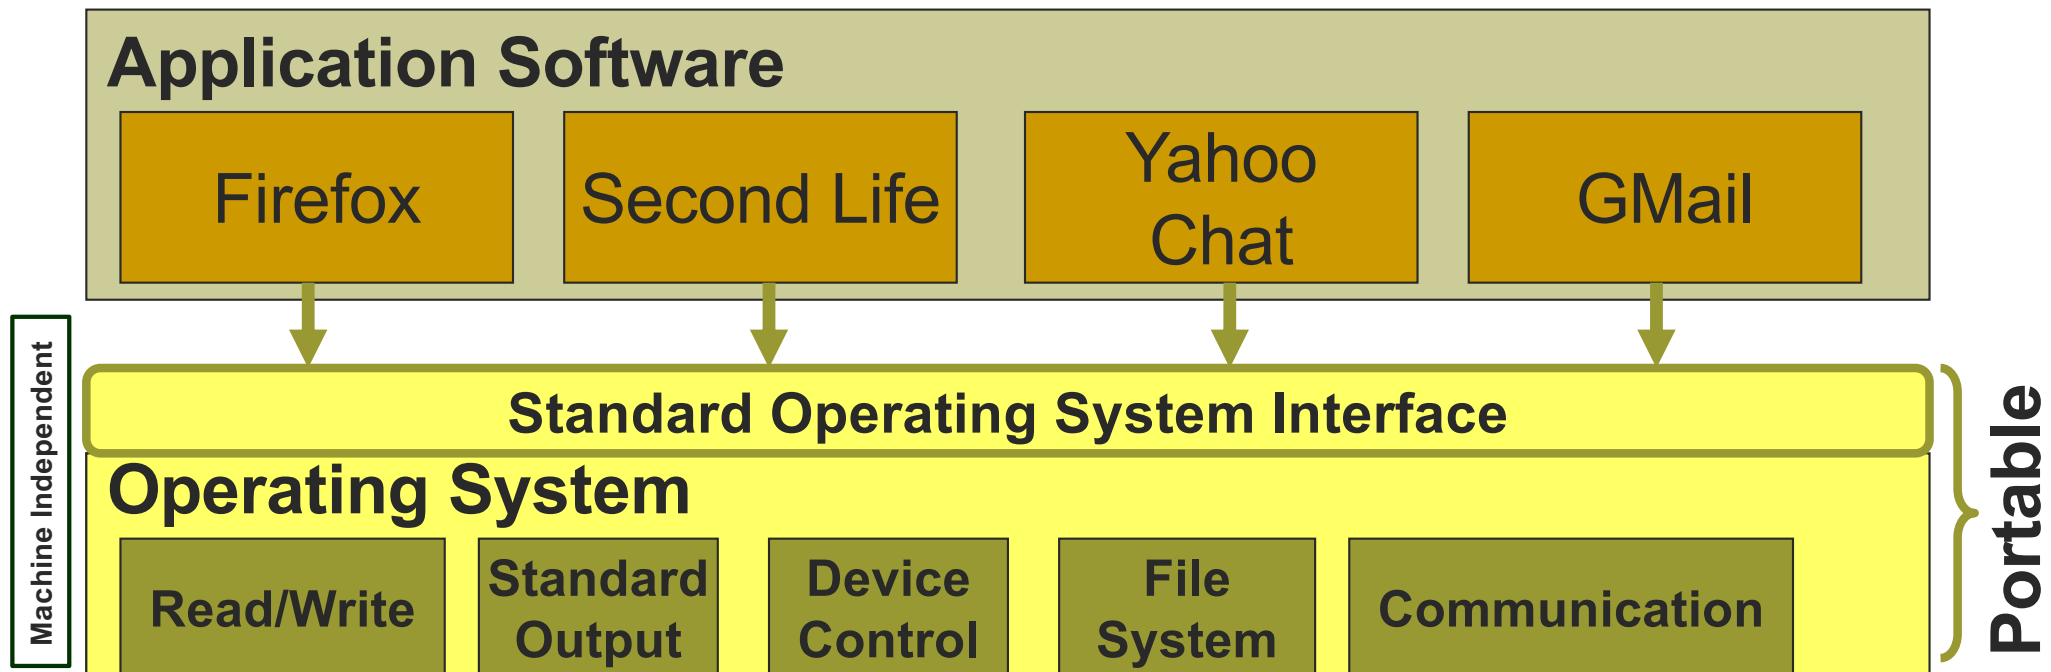 Application Software
Firefox
Second Life
Yahoo
Chat
GMail
Machine Independent
Standard Operating System Interface
Portable
Operating System
Read/Write
Standard
Output
Device
Control
File
System
Communication